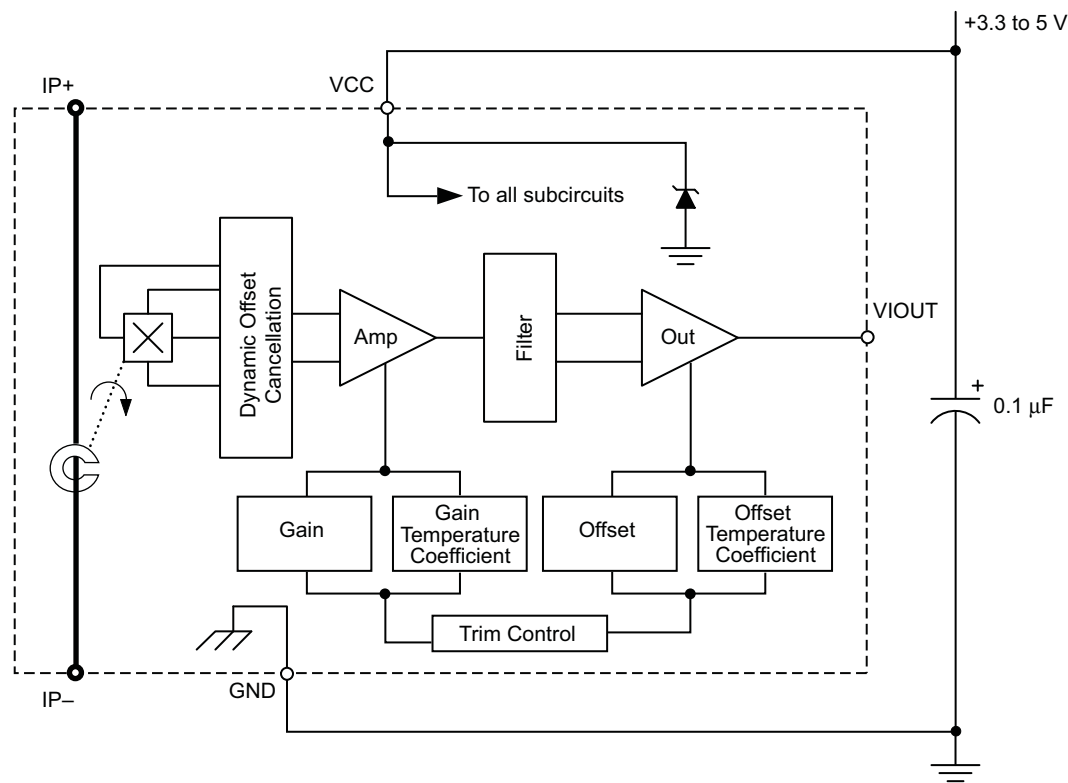 +3.3 to 5 V
IP+
VCC
To all subcircuits
Dynamic Offset
Cancellation
Amp
Filter
Out
VIOUT
+
0.1 µF
Gain
Gain
Temperature
Coefficient
Offset
Offset
Temperature
Coefficient
Trim Control
GND
IP–